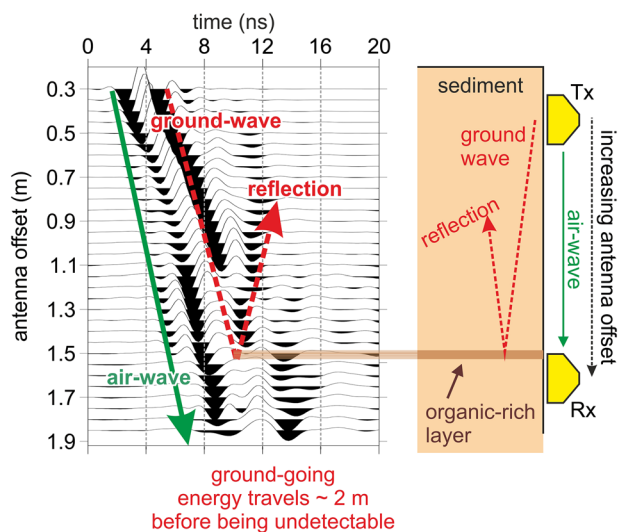 time (ns)
0 4 8 12 16 20
antenna offset (m)
0.3
0.5
0.7
0.9
1.1
1.3
1.5
1.7
1.9
ground-wave
reflection
air-wave
ground-going
energy travels ~ 2 m
before being undetectable
sediment
Tx
ground
wave
reflection
air-wave
increasing antenna offset
organic-rich
layer
Rx